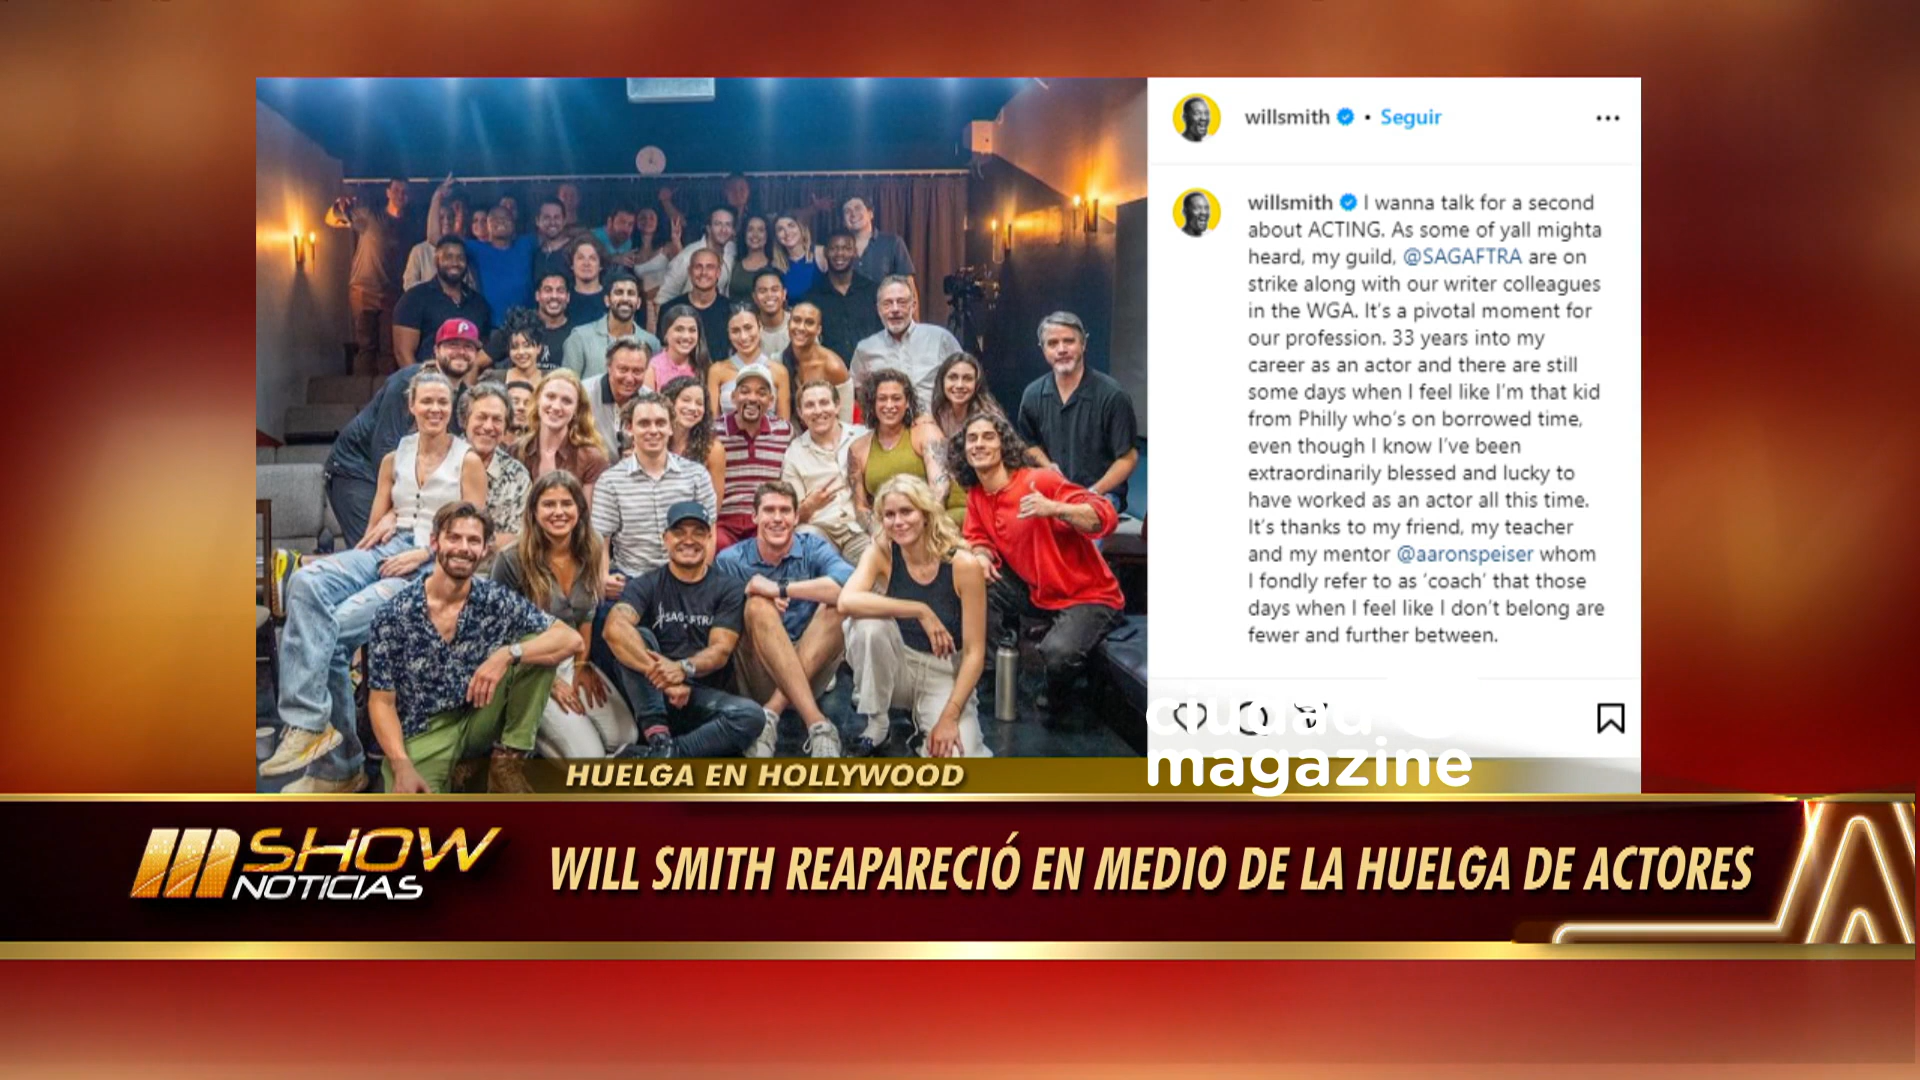 willsmith • Seguir
willsmith I wanna talk for a second
about ACTING. As some of yall mighta
heard, my guild, @SAGAFTRA are on
strike along with our writer colleagues
in the WGA. It's a pivotal moment for
our profession. 33 years into my
career as an actor and there are still
some days when I feel like I'm that kid
from Philly who's on borrowed time,
even though I know I've been
extraordinarily blessed and lucky to
have worked as an actor all this time.
It's thanks to my friend, my teacher
and my mentor @aaronspeiser whom
I fondly refer to as 'coach' that those
days when I feel like I don't belong are
fewer and further between.
SAG-AFTRA
ciudad
magazine
HUELGA EN HOLLYWOOD
M SHOW
NOTICIAS
WILL SMITH REAPARECIÓ EN MEDIO DE LA HUELGA DE ACTORES